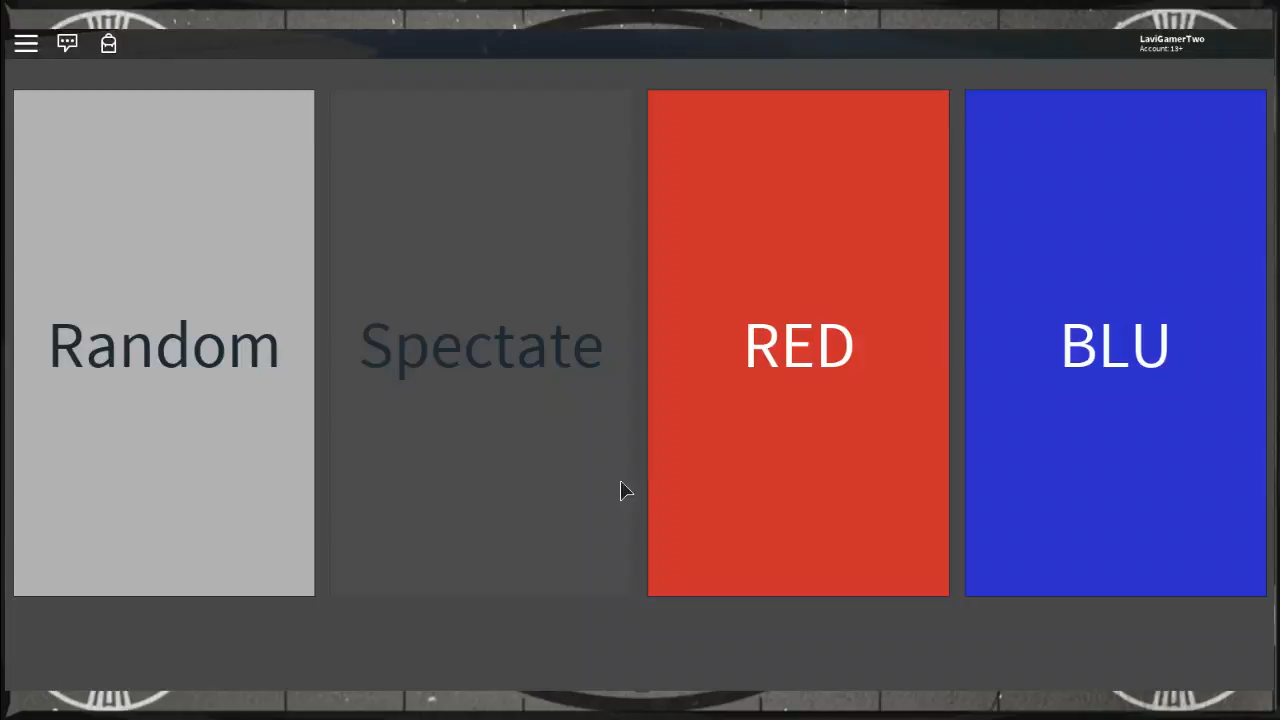 LaviGamerTwo
Account: 13+
Random
Spectate
RED
BLU